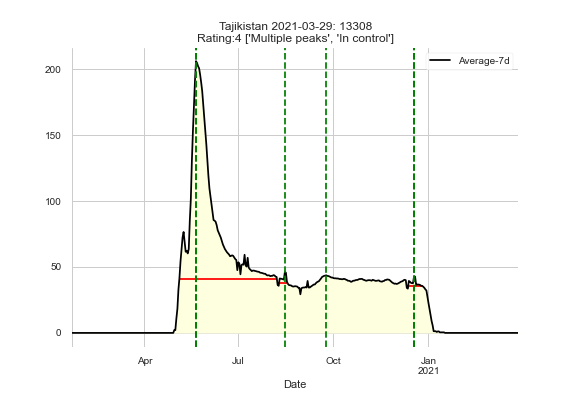 Tajikistan 2021-03-29: 13308
Rating:4 ['Multiple peaks', 'In control']
Average-7d
200
150
100
50
0
Apr
Jul
Oct
Jan
2021
Date